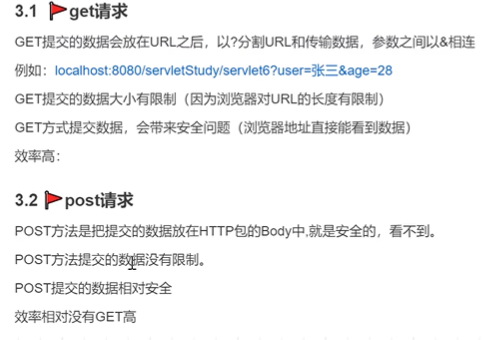 3.1 🚩get请求
GET提交的数据会放在URL之后，以?分割URL和传输数据，参数之间以&相连
例如：localhost:8080/servletStudy/servlet6?user=张三&age=28
GET提交的数据大小有限制（因为浏览器对URL的长度有限制）
GET方式提交数据，会带来安全问题（浏览器地址直接能看到数据）
效率高：
3.2 🚩post请求
POST方法是把提交的数据放在HTTP包的Body中,就是安全的，看不到。
POST方法提交的数据没有限制。
POST提交的数据相对安全
效率相对没有GET高